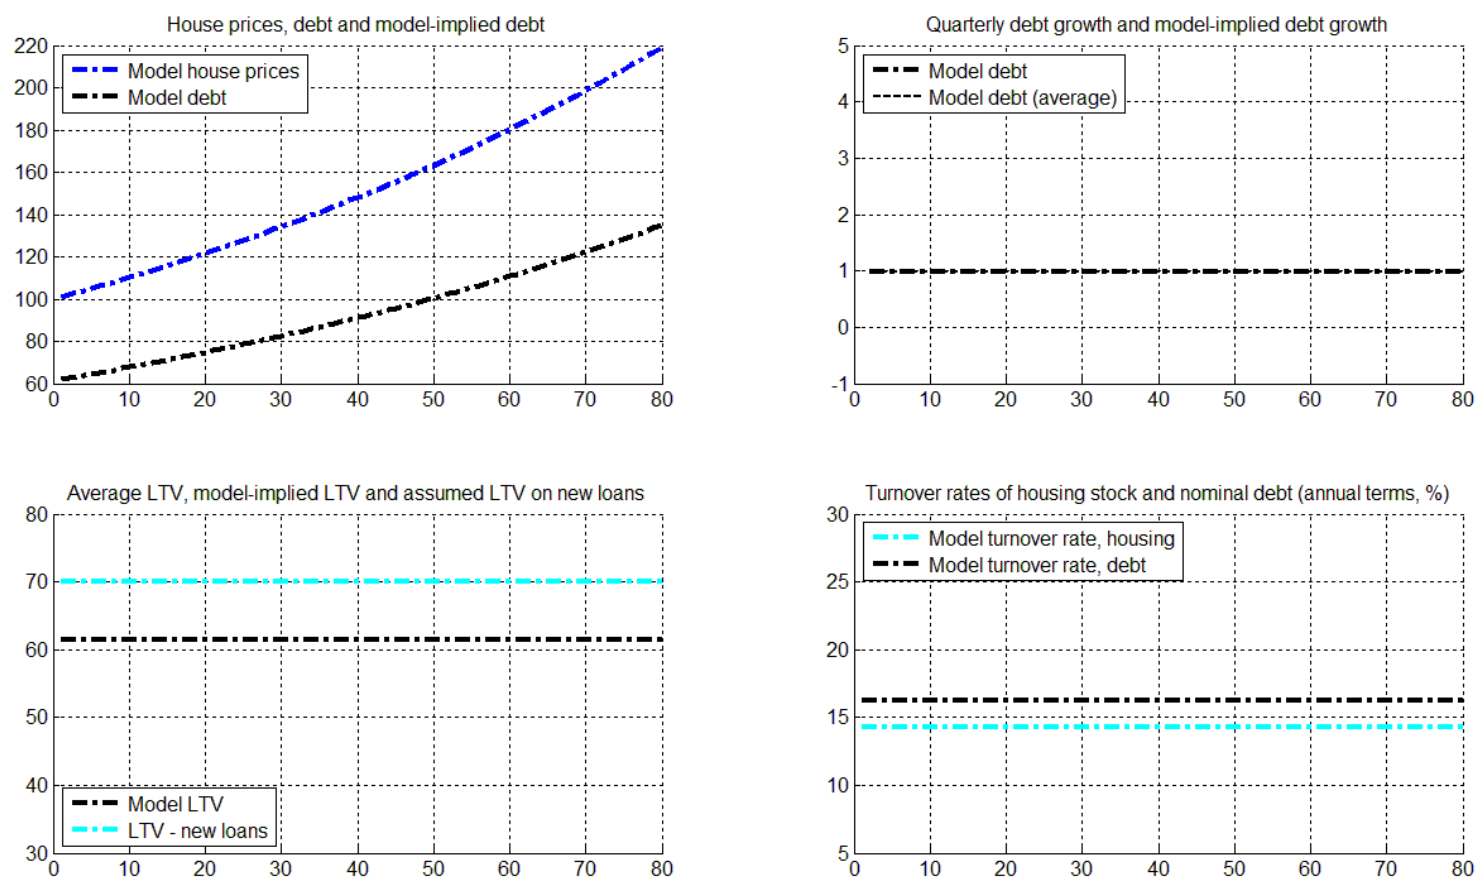 House prices, debt and model-implied debt
220
200
180
160
140
120
100
80
60
Model house prices
Model debt
0 10 20 30 40 50 60 70 80
Quarterly debt growth and model-implied debt growth
5
4
3
2
1
0
-1
Model debt
Model debt (average)
0 10 20 30 40 50 60 70 80
Average LTV, model-implied LTV and assumed LTV on new loans
80
70
60
50
40
30
Model LTV
LTV - new loans
0 10 20 30 40 50 60 70 80
Turnover rates of housing stock and nominal debt (annual terms, %)
30
25
20
15
10
5
Model turnover rate, housing
Model turnover rate, debt
0 10 20 30 40 50 60 70 80